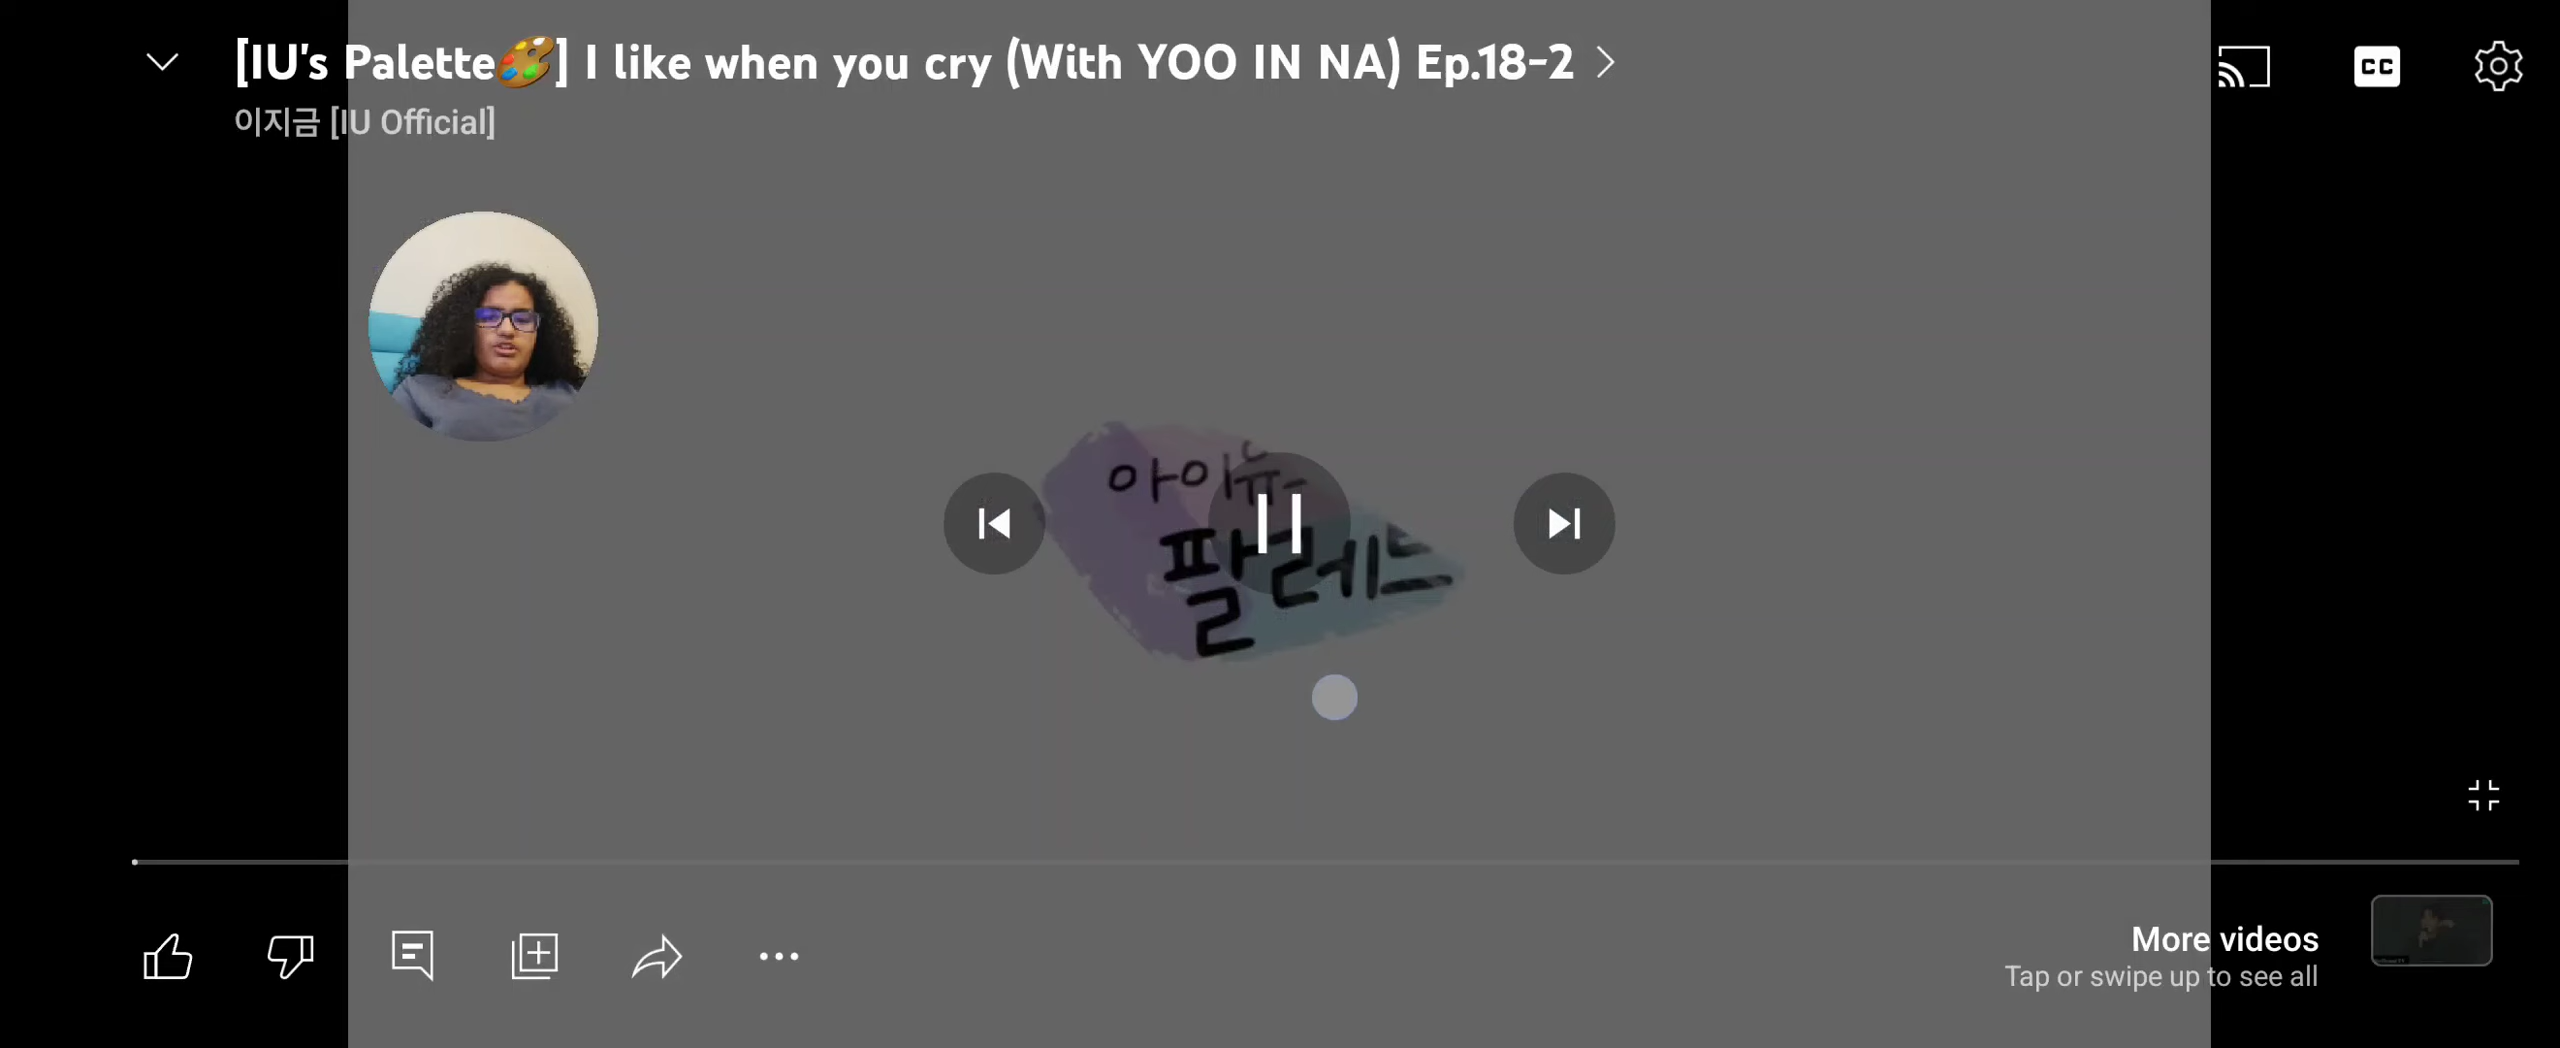 [IU's Palette🎨] I like when you cry (With YOO IN NA) Ep.18-2
이지금 [IU Official]
CC
아이유
팔레트
More videos
Tap or swipe up to see all